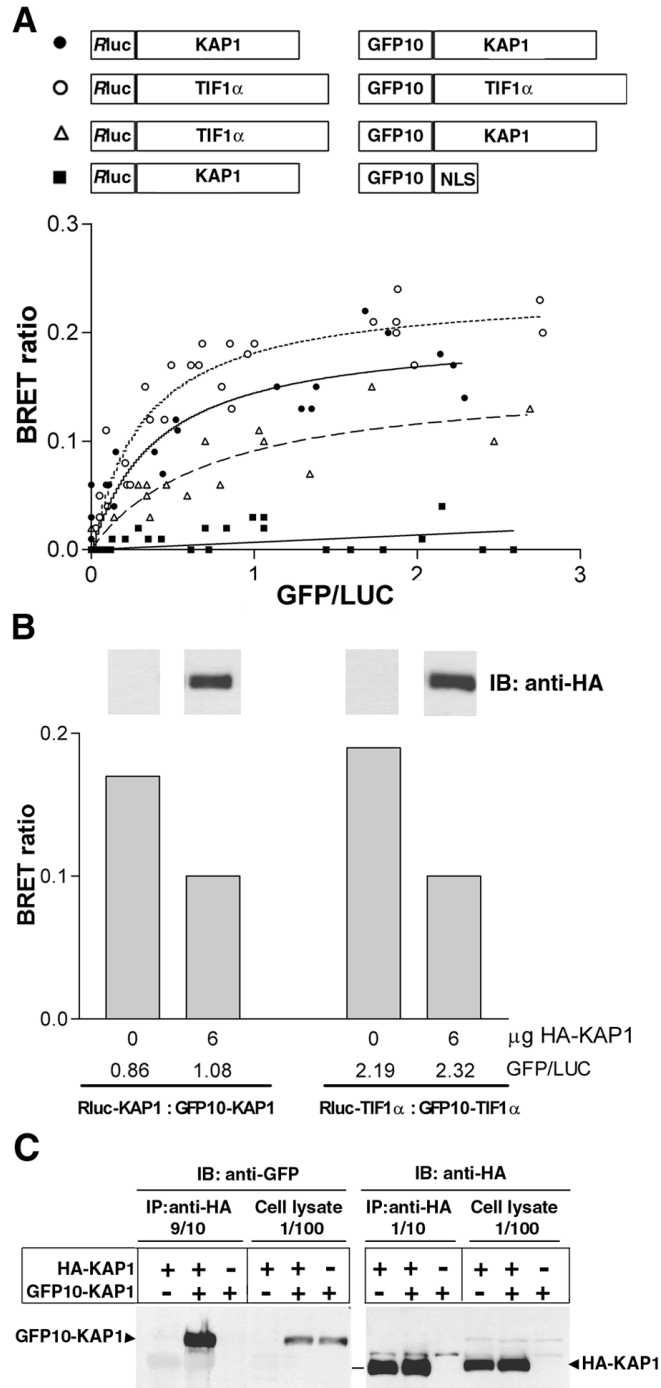 A
Rluc KAP1 GFP10 KAP1
Rluc TIF1α GFP10 TIF1α
Rluc TIF1α GFP10 KAP1
Rluc KAP1 GFP10 NLS
0.3
0.2
0.1
0.0
BRET ratio
0 1 2 3
GFP/LUC
B
IB: anti-HA
0.2
0.1
0.0
BRET ratio
0 6 0 6 μg HA-KAP1
0.86 1.08 2.19 2.32 GFP/LUC
Rluc-KAP1 : GFP10-KAP1 Rluc-TIF1α : GFP10-TIF1α
C
IB: anti-GFP IB: anti-HA
IP:anti-HA Cell lysate IP:anti-HA Cell lysate
9/10 1/100 1/10 1/100
HA-KAP1 + + - + + - + + - + + -
GFP10-KAP1 - + + - + + - + + - + +
GFP10-KAP1 HA-KAP1